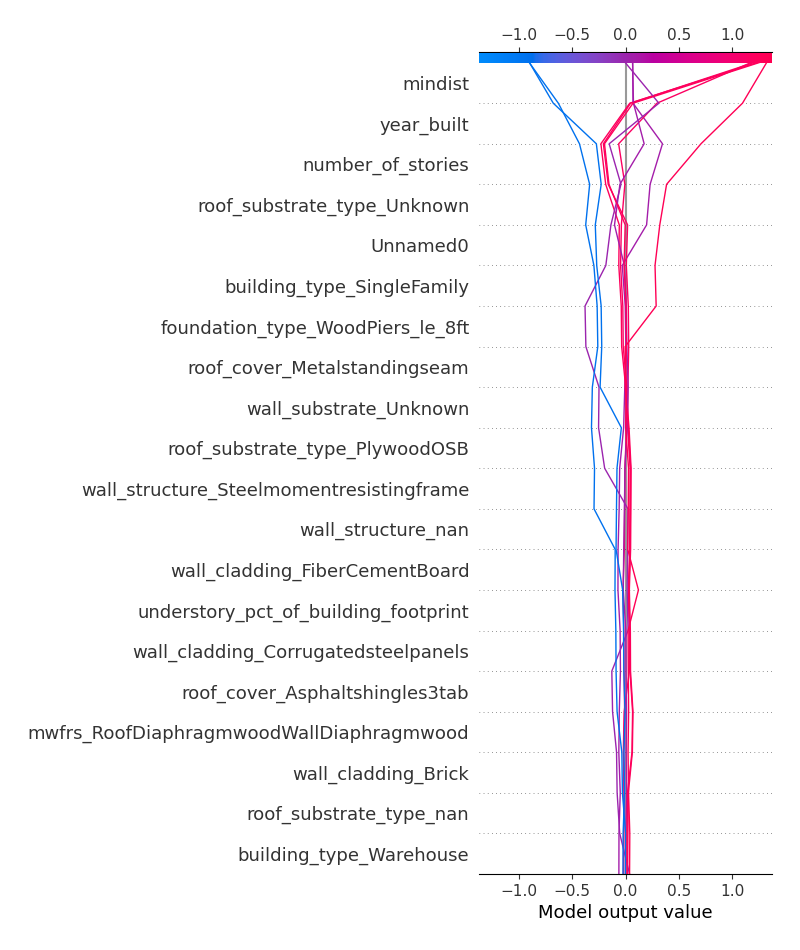 −1.0 −0.5 0.0 0.5 1.0
mindist
year_built
number_of_stories
roof_substrate_type_Unknown
Unnamed0
building_type_SingleFamily
foundation_type_WoodPiers_le_8ft
roof_cover_Metalstandingseam
wall_substrate_Unknown
roof_substrate_type_PlywoodOSB
wall_structure_Steelmomentresistingframe
wall_structure_nan
wall_cladding_FiberCementBoard
understory_pct_of_building_footprint
wall_cladding_Corrugatedsteelpanels
roof_cover_Asphaltshingles3tab
mwfrs_RoofDiaphragmwoodWallDiaphragmwood
wall_cladding_Brick
roof_substrate_type_nan
building_type_Warehouse
−1.0 −0.5 0.0 0.5 1.0
Model output value